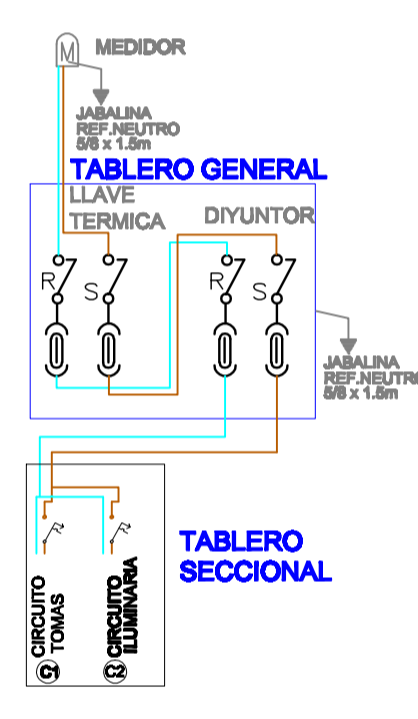 M
MEDIDOR
JABALINA
REF.NEUTRO
5/8 x 1.5m
TABLERO GENERAL
LLAVE
TERMICA
DIYUNTOR
R
S
R
S
JABALINA
REF.NEUTRO
5/8 x 1.5m
TABLERO
SECCIONAL
C1
CIRCUITO
TOMAS
C2
CIRCUITO
ILUMINARIA